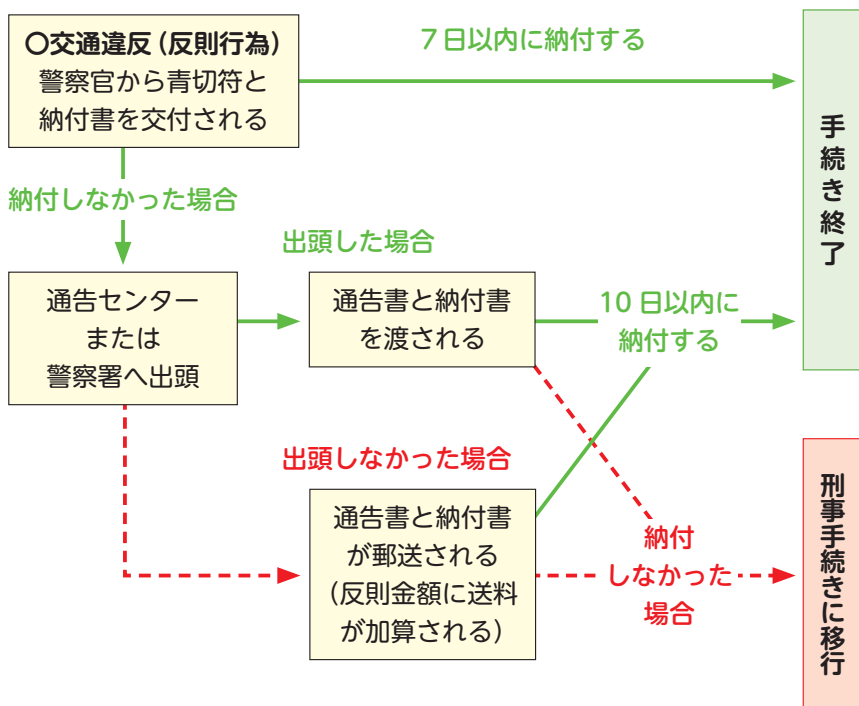 〇交通違反（反則行為）
警察官から青切符と
納付書を交付される
7日以内に納付する
手続き終了
納付しなかった場合
出頭した場合
通告センター
または
警察署へ出頭
通告書と納付書
を渡される
10日以内に
納付する
出頭しなかった場合
通告書と納付書
が郵送される
（反則金額に送料
が加算される）
納付
しなかった
場合
刑事手続きに移行